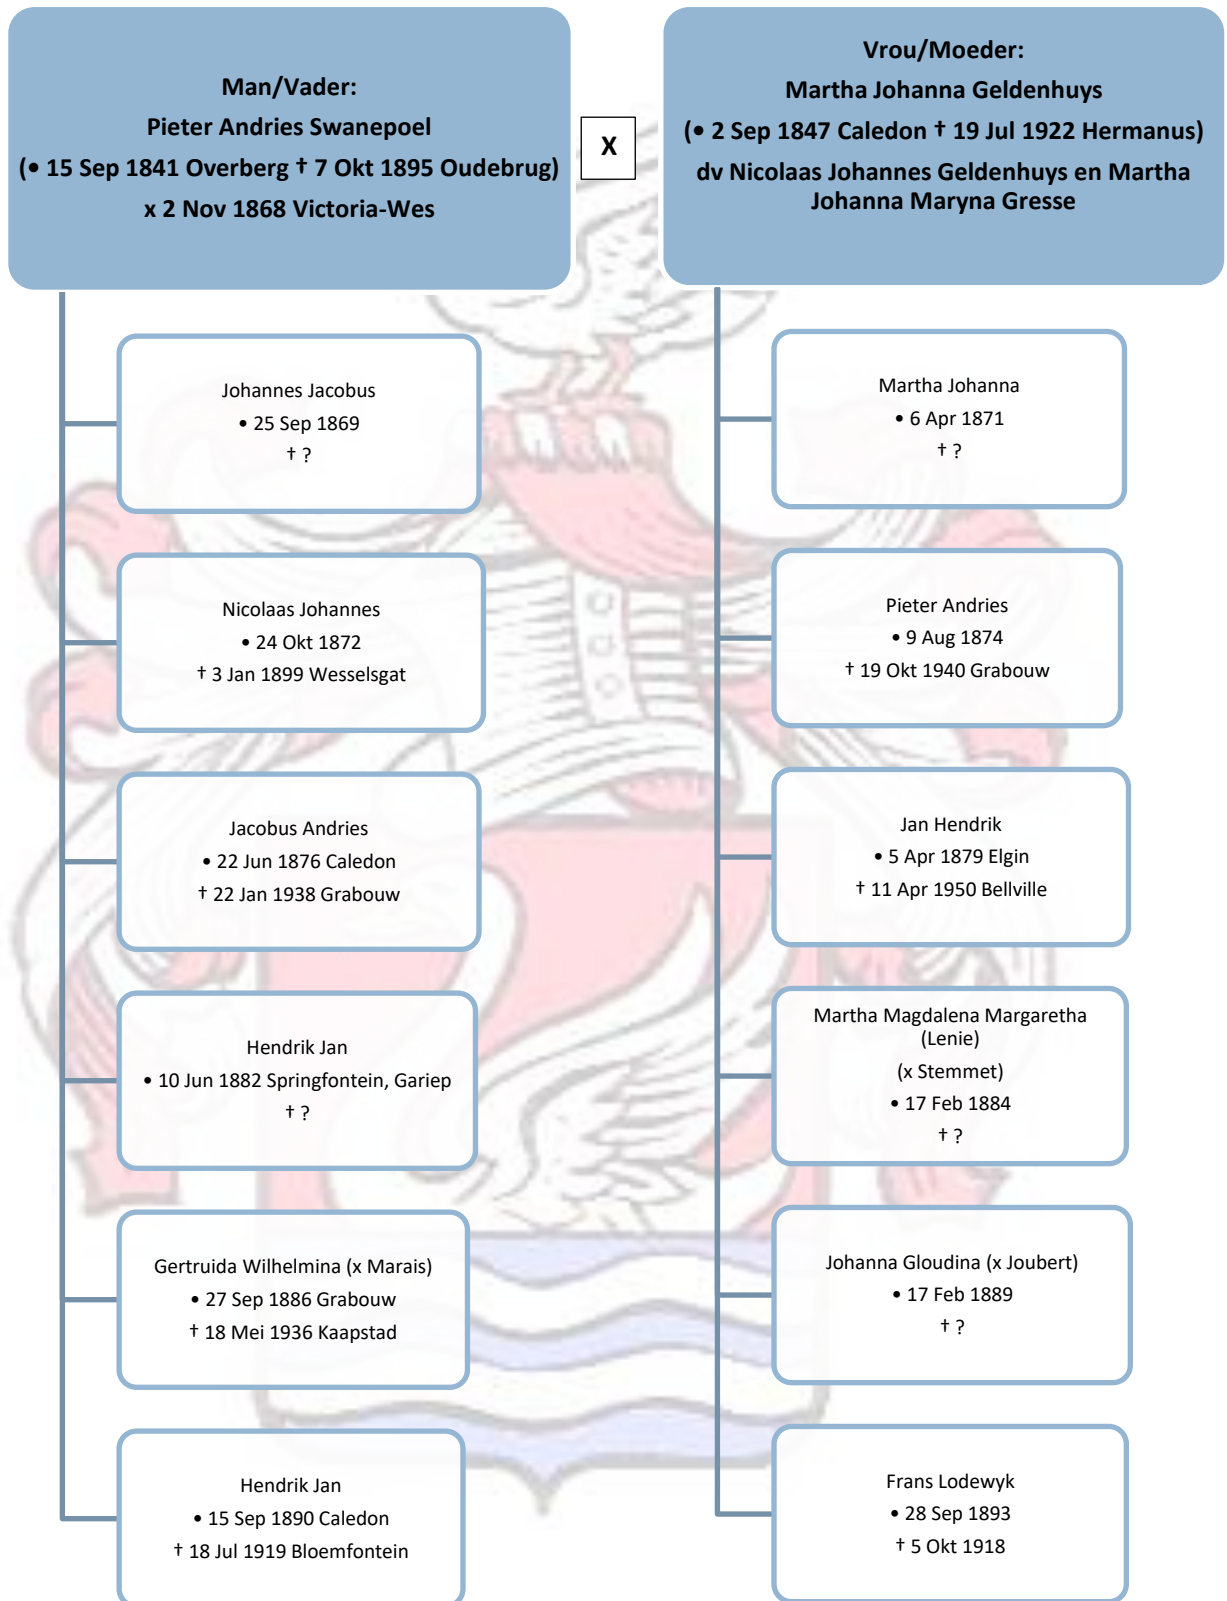 Man/Vader:
Pieter Andries Swanepoel
(• 15 Sep 1841 Overberg † 7 Okt 1895 Oudebrug)
x 2 Nov 1868 Victoria-Wes
X
Vrou/Moeder:
Martha Johanna Geldenhuys
(• 2 Sep 1847 Caledon † 19 Jul 1922 Hermanus)
dv Nicolaas Johannes Geldenhuys en Martha
Johanna Maryna Gresse
Johannes Jacobus
• 25 Sep 1869
† ?
Martha Johanna
• 6 Apr 1871
† ?
Nicolaas Johannes
• 24 Okt 1872
† 3 Jan 1899 Wesselsgat
Pieter Andries
• 9 Aug 1874
† 19 Okt 1940 Grabouw
Jacobus Andries
• 22 Jun 1876 Caledon
† 22 Jan 1938 Grabouw
Jan Hendrik
• 5 Apr 1879 Elgin
† 11 Apr 1950 Bellville
Hendrik Jan
• 10 Jun 1882 Springfontein, Gariep
† ?
Martha Magdalena Margaretha
(Lenie)
(x Stemmet)
• 17 Feb 1884
† ?
Gertruida Wilhelmina (x Marais)
• 27 Sep 1886 Grabouw
† 18 Mei 1936 Kaapstad
Johanna Gloudina (x Joubert)
• 17 Feb 1889
† ?
Hendrik Jan
• 15 Sep 1890 Caledon
† 18 Jul 1919 Bloemfontein
Frans Lodewyk
• 28 Sep 1893
† 5 Okt 1918